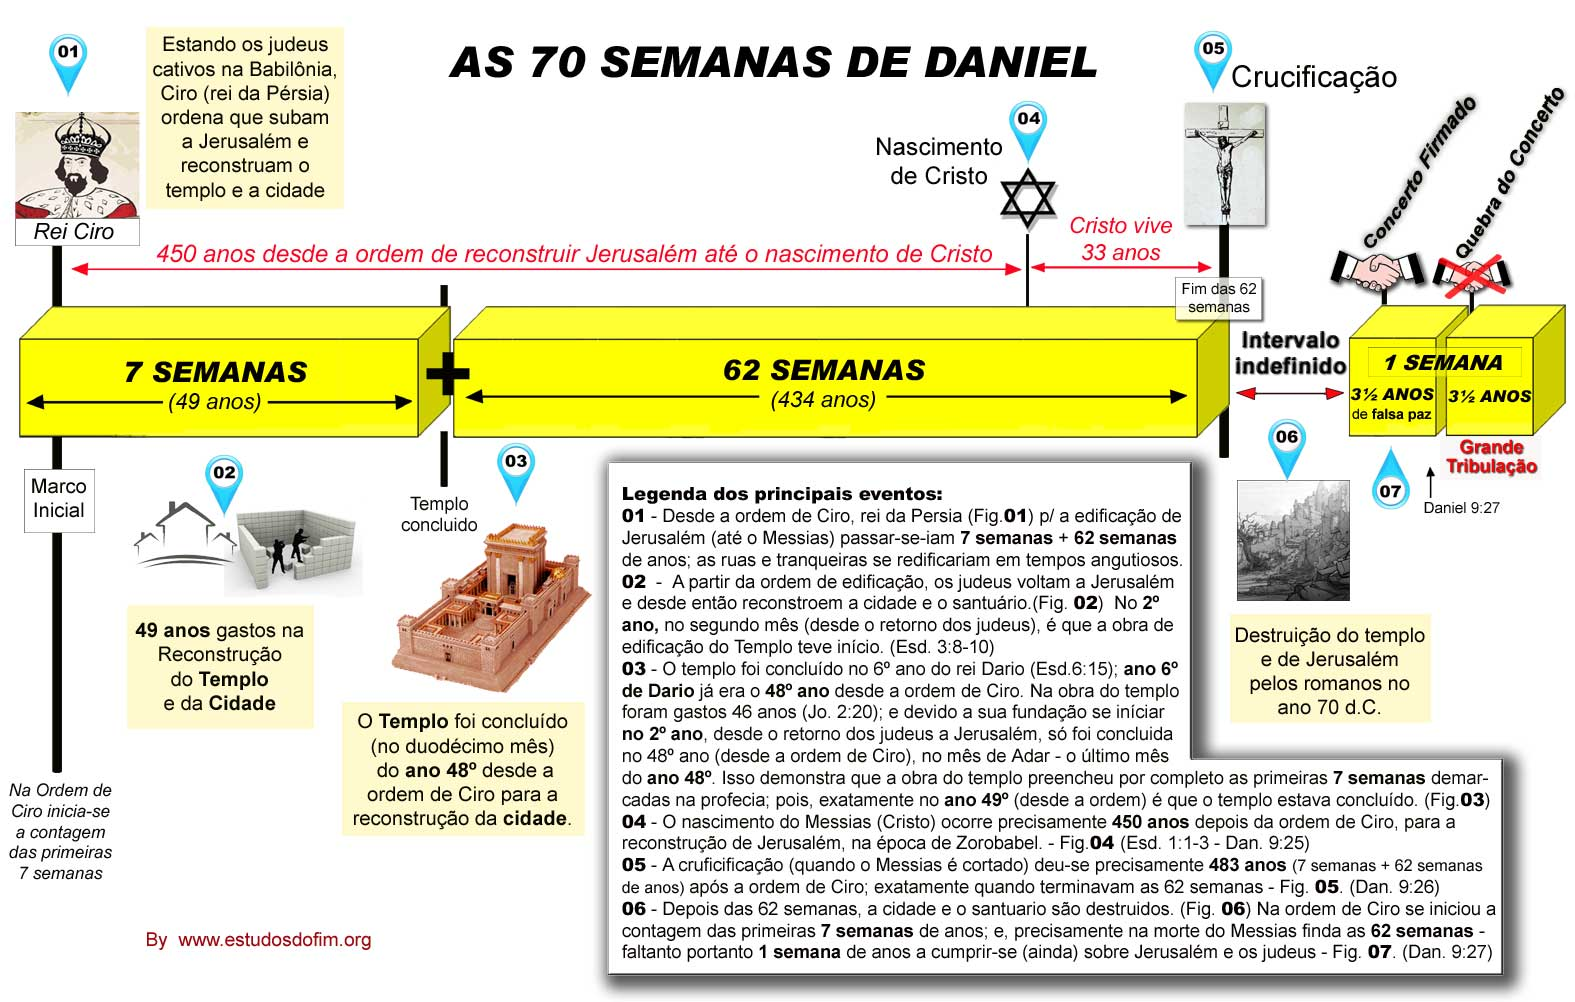 AS 70 SEMANAS DE DANIEL
01
Estando os judeus
cativos na Babilônia,
Ciro (rei da Pérsia)
ordena que subam
a Jerusalém e
reconstruam o
templo e a cidade
Rei Ciro
04
Nascimento
de Cristo
05
Crucificação
450 anos desde a ordem de reconstruir Jerusalém até o nascimento de Cristo
Cristo vive
33 anos
Fim das 62
semanas
Concerto Firmado
Quebra do Concerto
7 SEMANAS
(49 anos)
62 SEMANAS
(434 anos)
Intervalo
indefinido
1 SEMANA
3½ ANOS
de falsa paz
3½ ANOS
Grande
Tribulação
Daniel 9:27
07
06
Destruição do templo
e de Jerusalém
pelos romanos no
ano 70 d.C.
Marco
Inicial
Na Ordem de
Ciro inicia-se
a contagem
das primeiras
7 semanas
02
49 anos gastos na
Reconstrução
do Templo
e da Cidade
Templo
concluido
03
O Templo foi concluído
(no duodécimo mês)
do ano 48º desde a
ordem de Ciro para a
reconstrução da cidade.
Legenda dos principais eventos:
01 - Desde a ordem de Ciro, rei da Persia (Fig.01) p/ a edificação de
Jerusalém (até o Messias) passar-se-iam 7 semanas + 62 semanas
de anos; as ruas e tranqueiras se redificariam em tempos angutiosos.
02 - A partir da ordem de edificação, os judeus voltam a Jerusalém
e desde então reconstroem a cidade e o santuário.(Fig. 02) No 2º
ano, no segundo mês (desde o retorno dos judeus), é que a obra de
edificação do Templo teve início. (Esd. 3:8-10)
03 - O templo foi concluído no 6º ano do rei Dario (Esd.6:15); ano 6º
de Dario já era o 48º ano desde a ordem de Ciro. Na obra do templo
foram gastos 46 anos (Jo. 2:20); e devido a sua fundação se iníciar
no 2º ano, desde o retorno dos judeus a Jerusalém, só foi concluida
no 48º ano (desde a ordem de Ciro), no mês de Adar - o último mês
do ano 48º. Isso demonstra que a obra do templo preencheu por completo as primeiras 7 semanas demar-
cadas na profecia; pois, exatamente no ano 49º (desde a ordem) é que o templo estava concluído. (Fig.03)
04 - O nascimento do Messias (Cristo) ocorre precisamente 450 anos depois da ordem de Ciro, para a
reconstrução de Jerusalém, na época de Zorobabel. - Fig.04 (Esd. 1:1-3 - Dan. 9:25)
05 - A cruficificação (quando o Messias é cortado) deu-se precisamente 483 anos (7 semanas + 62 semanas
de anos) após a ordem de Ciro; exatamente quando terminavam as 62 semanas - Fig. 05. (Dan. 9:26)
06 - Depois das 62 semanas, a cidade e o santuario são destruidos. (Fig. 06) Na ordem de Ciro se iniciou a
contagem das primeiras 7 semanas de anos; e, precisamente na morte do Messias finda as 62 semanas -
faltanto portanto 1 semana de anos a cumprir-se (ainda) sobre Jerusalém e os judeus - Fig. 07. (Dan. 9:27)
By www.estudosdofim.org